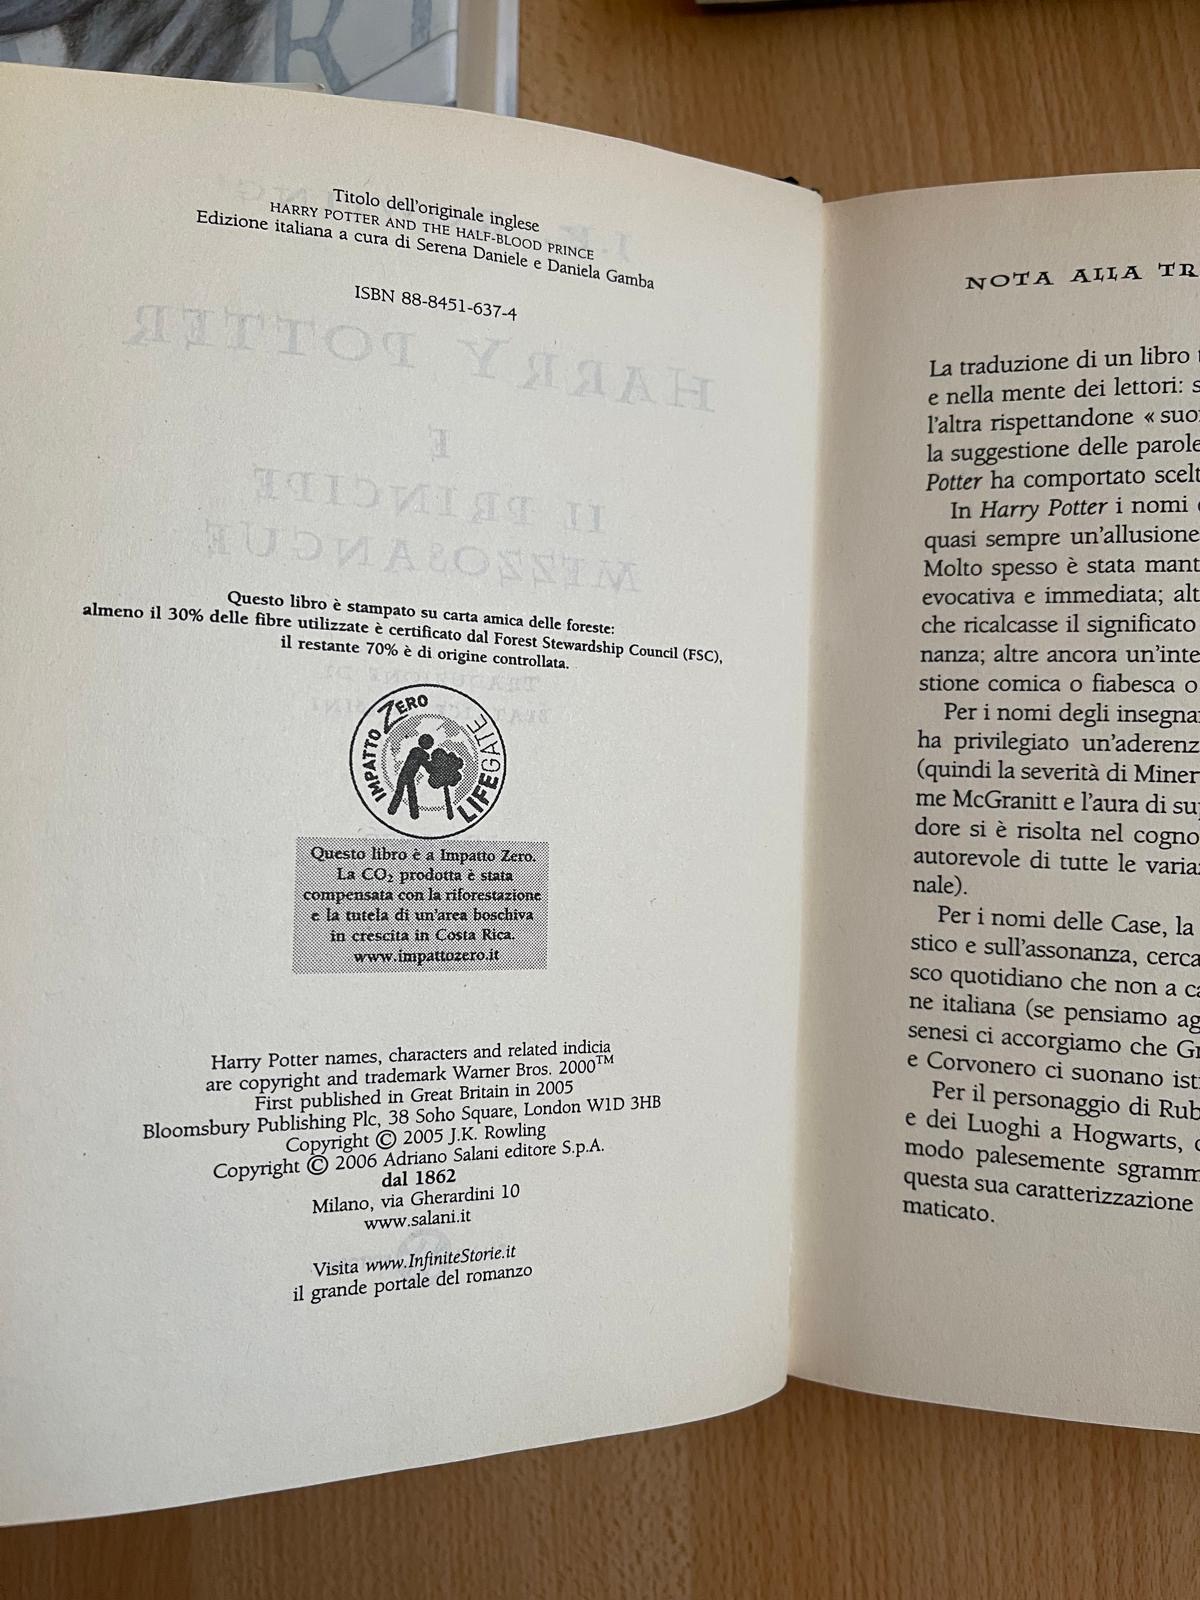 Titolo dell'originale inglese
HARRY POTTER AND THE HALF-BLOOD PRINCE
Edizione italiana a cura di Serena Daniele e Daniela Gamba
ISBN 88-8451-637-4
HARRY POTTER
E
IL PRINCIPE
MEZZOSANGUE
Questo libro è stampato su carta amica delle foreste:
almeno il 30% delle fibre utilizzate è certificato dal Forest Stewardship Council (FSC),
il restante 70% è di origine controllata.
IMPATTO ZERO
LIFEGATE
Questo libro è a Impatto Zero.
La CO₂ prodotta è stata
compensata con la riforestazione
e la tutela di un'area boschiva
in crescita in Costa Rica.
www.impattozero.it
Harry Potter names, characters and related indicia
are copyright and trademark Warner Bros. 2000™
First published in Great Britain in 2005
Bloomsbury Publishing Plc, 38 Soho Square, London W1D 3HB
Copyright © 2005 J.K. Rowling
Copyright © 2006 Adriano Salani editore S.p.A.
dal 1862
Milano, via Gherardini 10
www.salani.it
Visita www.InfiniteStorie.it
il grande portale del romanzo
NOTA ALLA TR
La traduzione di un libro
e nella mente dei lettori: s
l'altra rispettandone « suo
la suggestione delle parole
Potter ha comportato scelt
In Harry Potter i nomi
quasi sempre un'allusione
Molto spesso è stata mant
evocativa e immediata; alt
che ricalcasse il significato
nanza; altre ancora un'inte
stione comica o fiabesca o
Per i nomi degli insegna
ha privilegiato un'aderenz
(quindi la severità di Miner
me McGranitt e l'aura di su
dore si è risolta nel cogno
autorevole di tutte le varia
nale).
Per i nomi delle Case, la
stico e sull'assonanza, cerca
sco quotidiano che non a ca
ne italiana (se pensiamo ag
senesi ci accorgiamo che G
e Corvonero ci suonano ist
Per il personaggio di Rub
e dei Luoghi a Hogwarts,
modo palesemente sgramm
questa sua caratterizzazione
maticato.